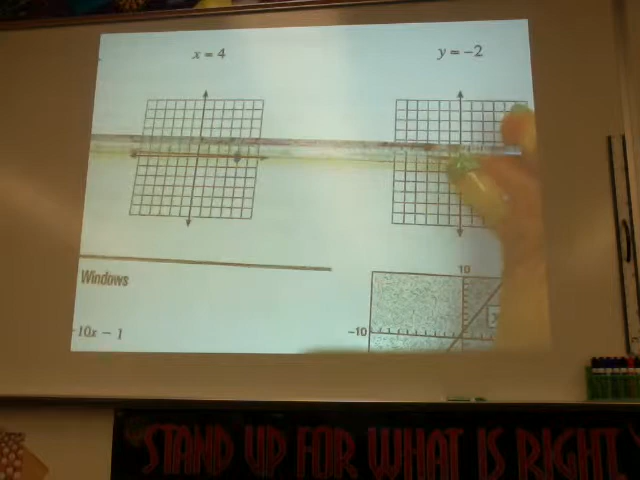 x = 4
y = −2
Windows
10
-10x − 1
−10
STAND UP FOR WHAT IS RIGHT